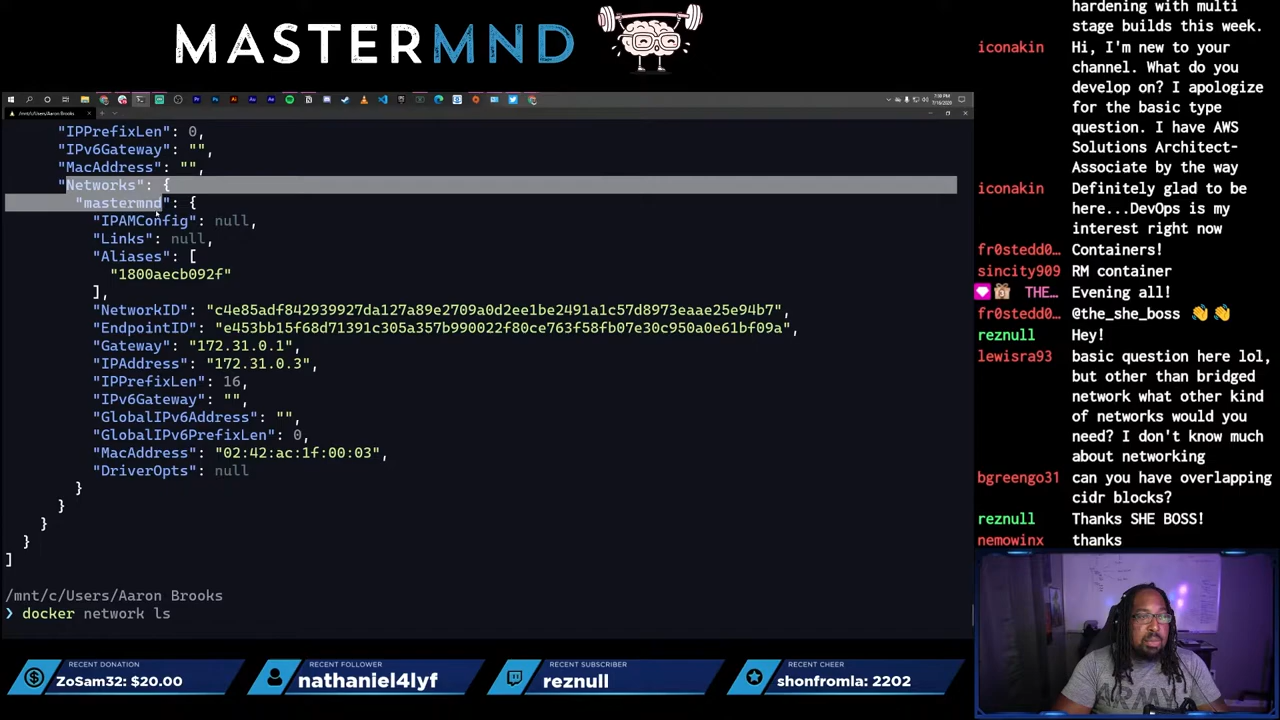 MASTERMND
/mnt/c/Users/Aaron Brooks
"IPPrefixLen": 0,
"IPv6Gateway": "",
"MacAddress": "",
"Networks": {
"mastermnd": {
"IPAMConfig": null,
"Links": null,
"Aliases": [
"1800aecb092f"
],
"NetworkID": "c4e85adf842939927da127a89e2709a0d2ee1be2491a1c57d8973eaae25e94b7",
"EndpointID": "e453bb15f68d71391c305a357b990022f80ce763f58fb07e30c950a0e61bf09a",
"Gateway": "172.31.0.1",
"IPAddress": "172.31.0.3",
"IPPrefixLen": 16,
"IPv6Gateway": "",
"GlobalIPv6Address": "",
"GlobalIPv6PrefixLen": 0,
"MacAddress": "02:42:ac:1f:00:03",
"DriverOpts": null
}
}
}
}
]
/mnt/c/Users/Aaron Brooks
❯ docker network ls
hardening with multi
stage builds this week.
iconakin Hi, I'm new to your
channel. What do you
develop on? I apologize
for the basic type
question. I have AWS
Solutions Architect-
Associate by the way
iconakin Definitely glad to be
here...DevOps is my
interest right now
fr0stedd0… Containers!
sincity909 RM container
THE… Evening all!
fr0stedd0… @the_she_boss 👋 👋
reznull Hey!
lewisra93 basic question here lol,
but other than bridged
network what other kind
of networks would you
need? I don't know much
about networking
bgreengo31 can you have overlapping
cidr blocks?
reznull Thanks SHE BOSS!
nemowinx thanks
ARMY
RECENT DONATION
ZoSam32: $20.00
RECENT FOLLOWER
nathaniel4lyf
RECENT SUBSCRIBER
reznull
RECENT CHEER
shonfromla: 2202